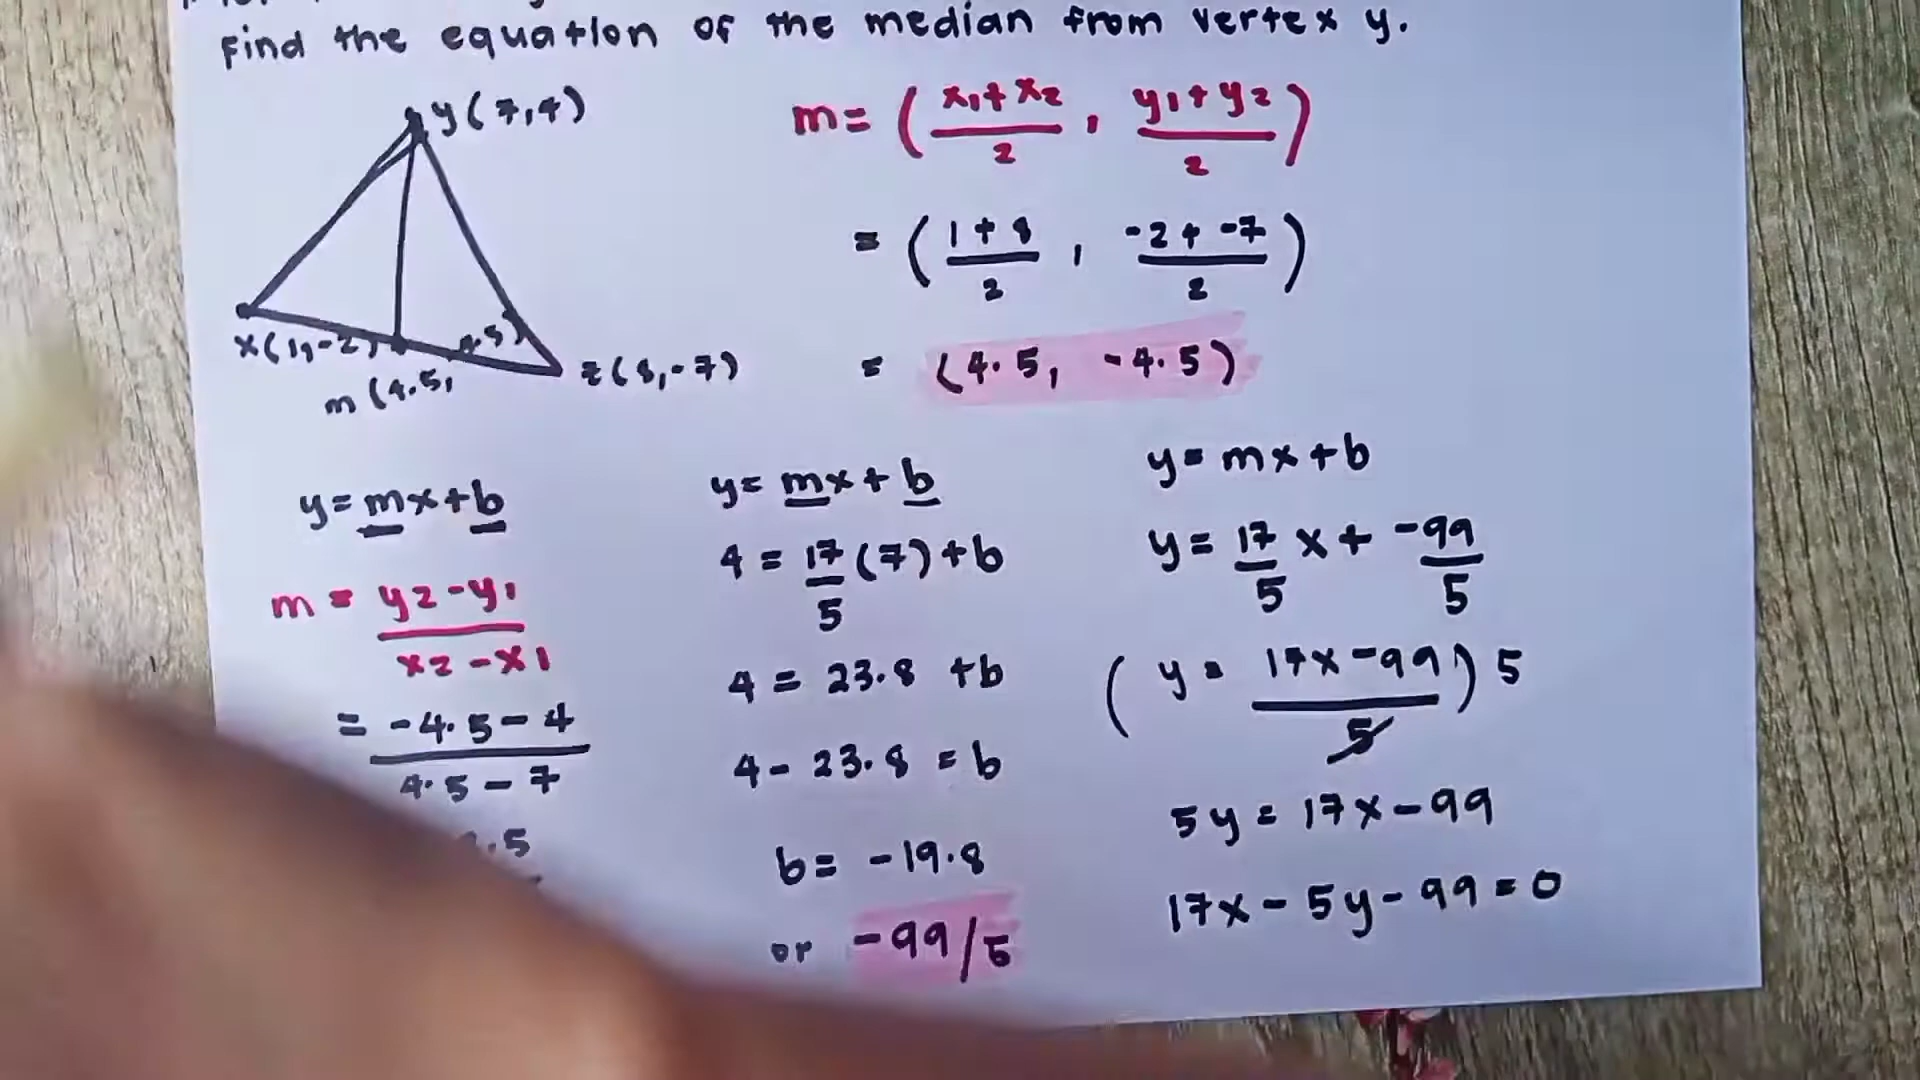 Find the equation of the median from vertex y.
y(7,4)
x(1,-2)
m(4.5, 4.5)
z(8,-7)
m= (x1+x2/2, y1+y2/2)
= (1+8/2, -2+-7/2)
= (4.5, -4.5)
y=mx+b
m= y2-y1/x2-x1
= -4.5-4/4.5-7
.5
y=mx+b
4=17/5(7)+b
4=23.8+b
4-23.8=b
b=-19.8
or -99/5
y=mx+b
y=17/5x+-99/5
(y=17x-99/5)5
5y=17x-99
17x-5y-99=0